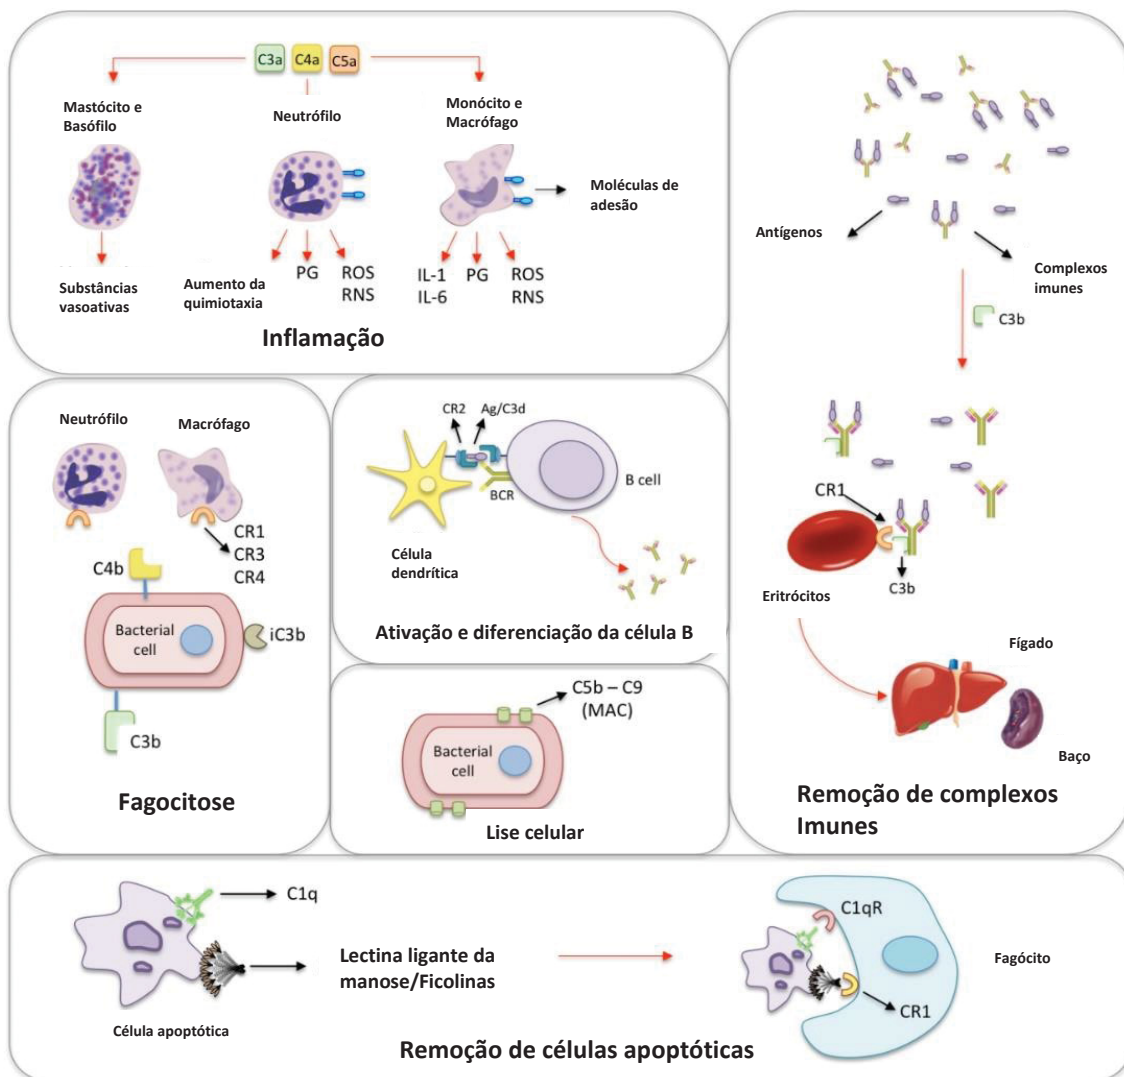 C3a C4a C5a
Mastócito e
Basófilo
Neutrófilo
Monócito e
Macrófago
Moléculas de
adesão
Substâncias
vasoativas
Aumento da
quimiotaxia
PG
ROS
RNS
IL-1
IL-6
PG
ROS
RNS
Inflamação
Antígenos
Complexos
imunes
C3b
CR1
C3b
Eritrócitos
Fígado
Baço
Remoção de complexos
Imunes
Neutrófilo
Macrófago
CR1
CR3
CR4
C4b
Bacterial
cell
iC3b
C3b
Fagocitose
CR2
Ag/C3d
BCR
B cell
Célula
dendrítica
Ativação e diferenciação da célula B
C5b – C9
(MAC)
Bacterial
cell
Lise celular
C1q
Lectina ligante da
manose/Ficolinas
Célula apoptótica
C1qR
Fagócito
CR1
Remoção de células apoptóticas